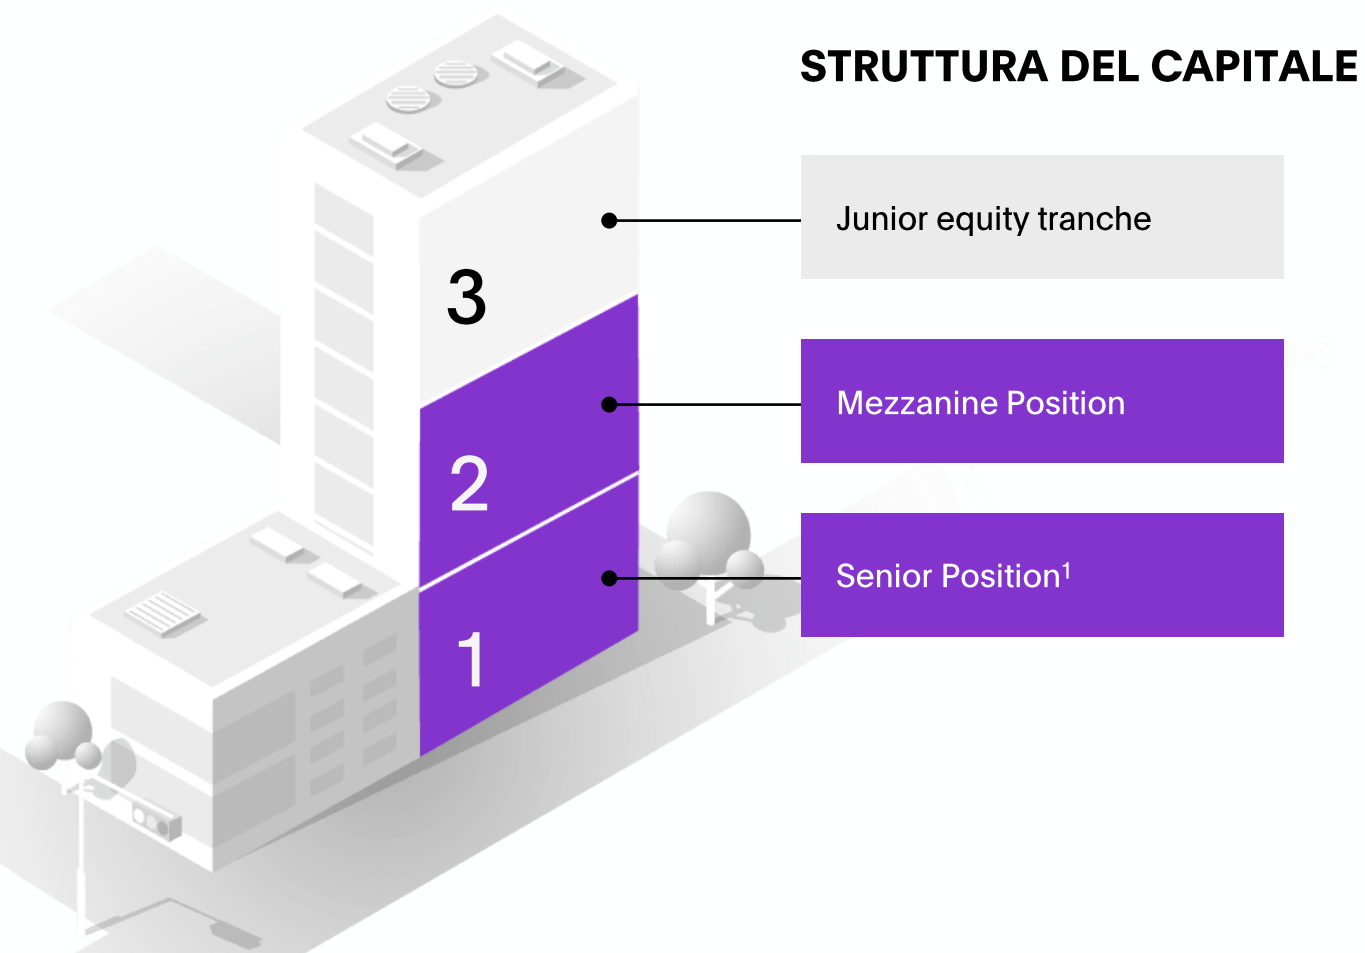 STRUTTURA DEL CAPITALE
3
Junior equity tranche
2
Mezzanine Position
1
Senior Position¹